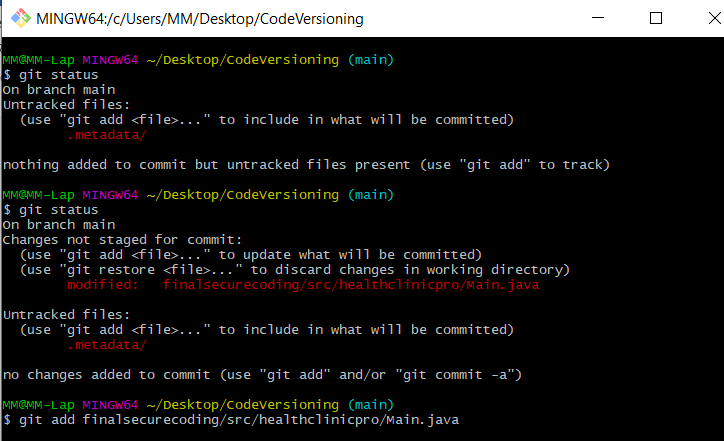 MINGW64:/c/Users/MM/Desktop/CodeVersioning
MM@MM-Lap MINGW64 ~/Desktop/CodeVersioning (main)
$ git status
On branch main
Untracked files:
  (use "git add <file>..." to include in what will be committed)
        .metadata/

nothing added to commit but untracked files present (use "git add" to track)

MM@MM-Lap MINGW64 ~/Desktop/CodeVersioning (main)
$ git status
On branch main
Changes not staged for commit:
  (use "git add <file>..." to update what will be committed)
  (use "git restore <file>..." to discard changes in working directory)
        modified:   finalsecurecoding/src/healthclinicpro/Main.java

Untracked files:
  (use "git add <file>..." to include in what will be committed)
        .metadata/

no changes added to commit (use "git add" and/or "git commit -a")

MM@MM-Lap MINGW64 ~/Desktop/CodeVersioning (main)
$ git add finalsecurecoding/src/healthclinicpro/Main.java